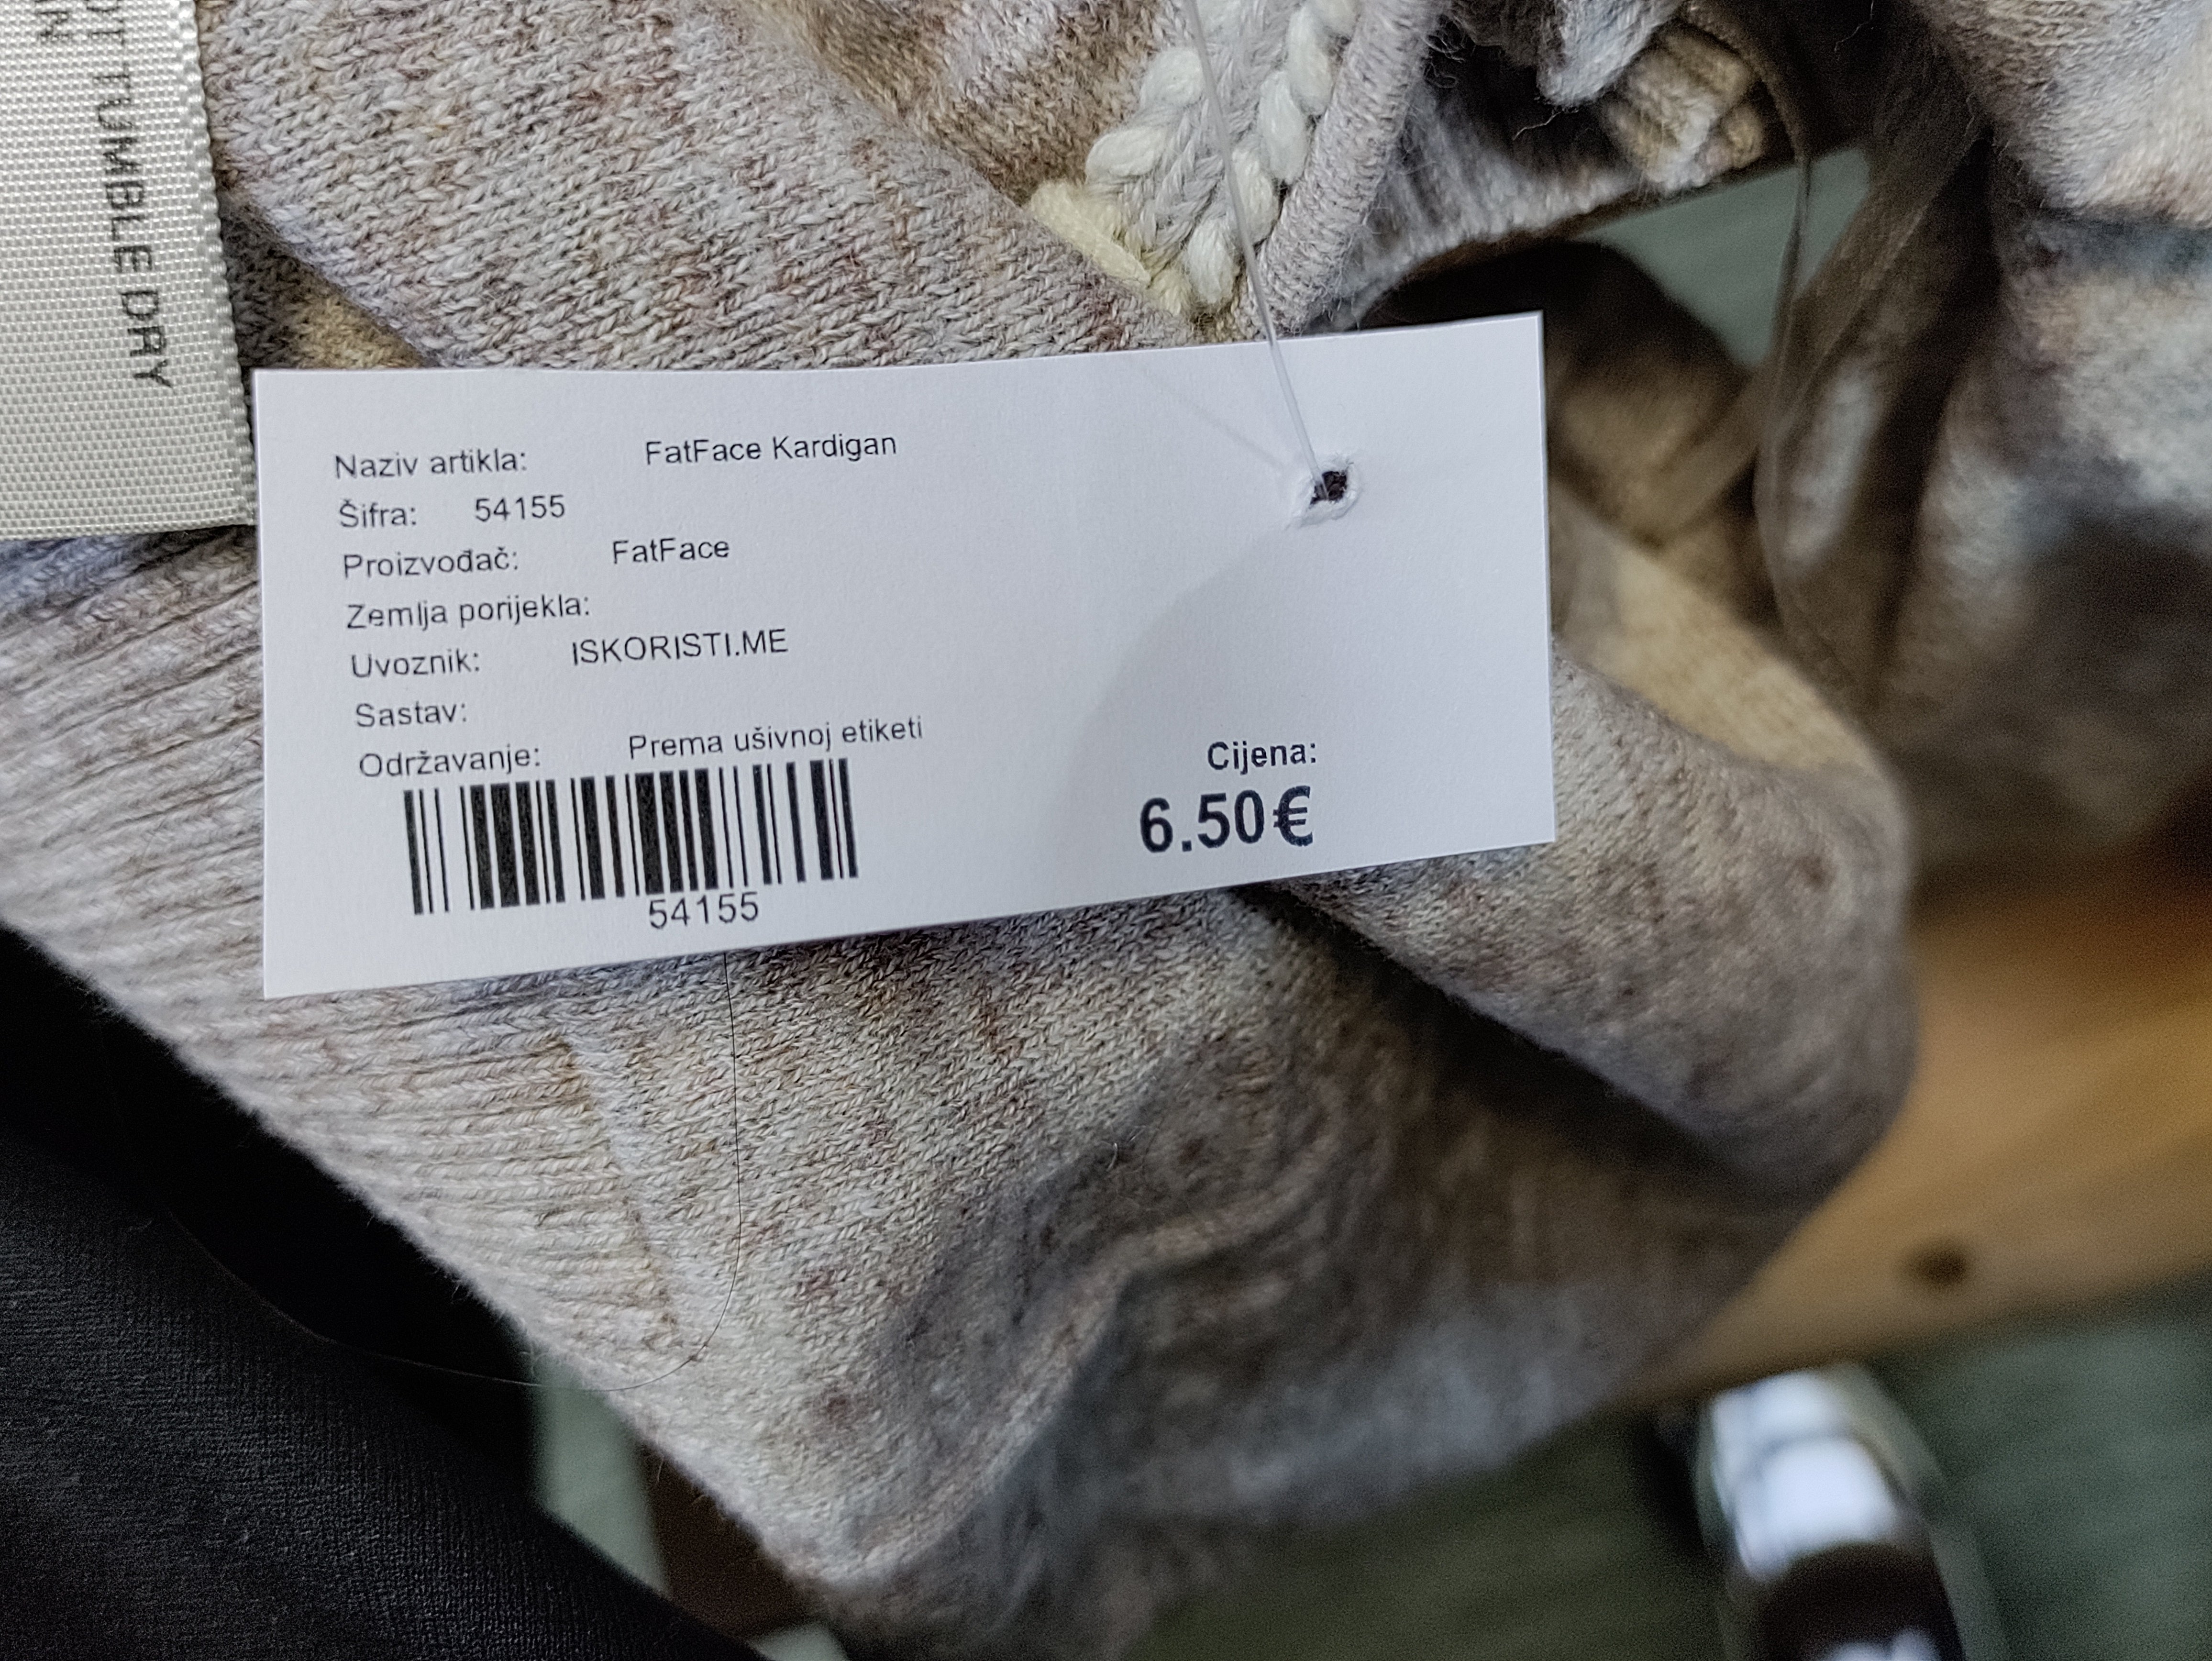 OT TUMBLE DRY
Naziv artikla: FatFace Kardigan
Šifra: 54155
Proizvođač: FatFace
Zemlja porijekla:
Uvoznik: ISKORISTI.ME
Sastav:
Održavanje: Prema ušivnoj etiketi
54155
Cijena:
6.50€